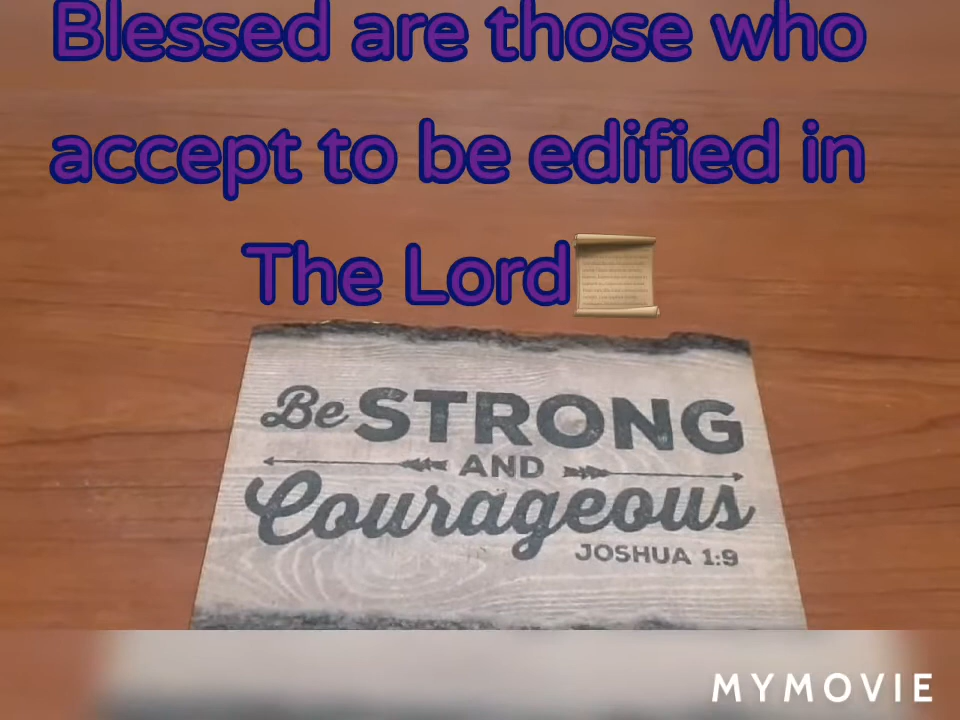 Blessed are those who
accept to be edified in
The Lord📜
Be STRONG
AND
Courageous
JOSHUA 1:9
MYMOVIE